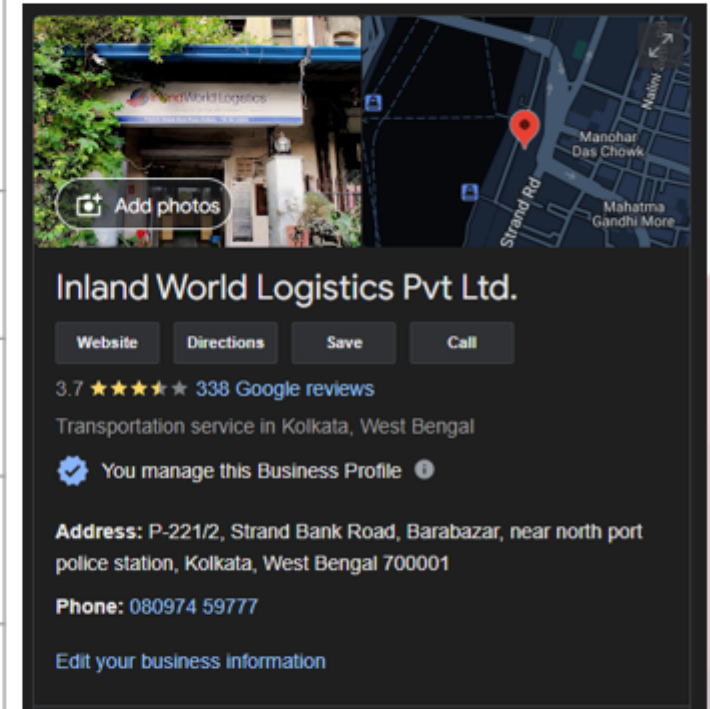 InlandWorld Logistics
Add photos
Nalini
Manohar
Das Chowk
Mahatma
Gandhi More
Strand Rd
Inland World Logistics Pvt Ltd.
Website Directions Save Call
3.7 338 Google reviews
Transportation service in Kolkata, West Bengal
You manage this Business Profile
Address: P-221/2, Strand Bank Road, Barabazar, near north port
police station, Kolkata, West Bengal 700001
Phone: 080974 59777
Edit your business information